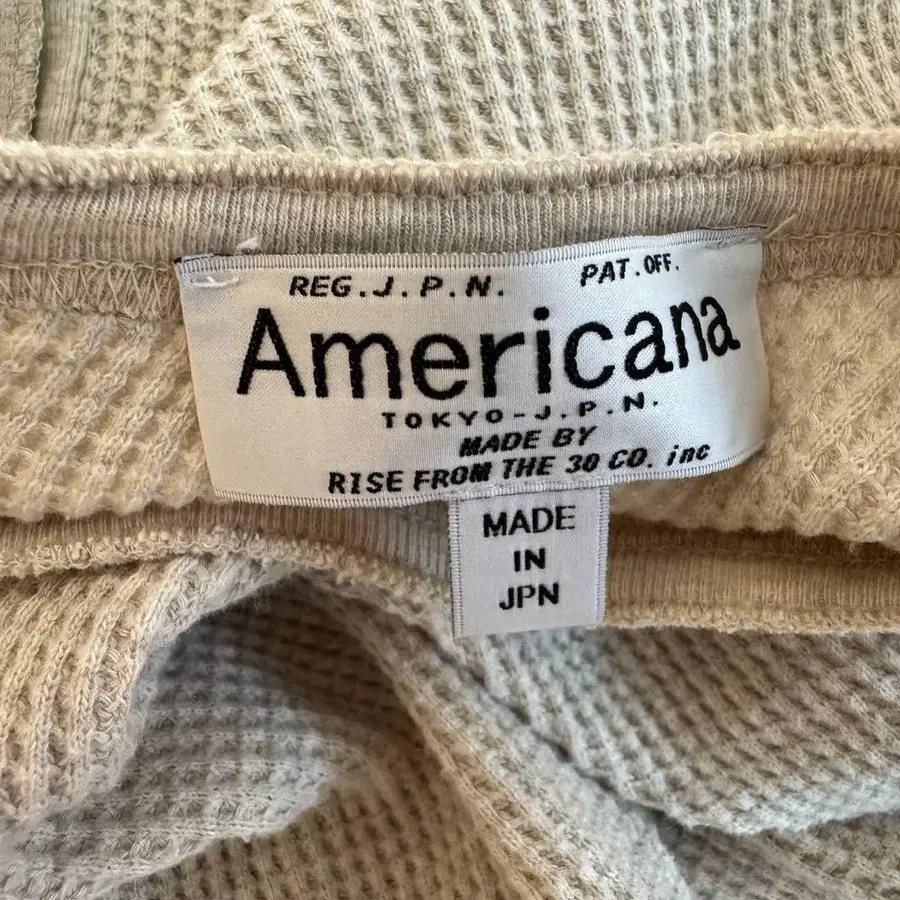 REG.J.P.N. PAT.OFF.
Americana
TOKYO-J.P.N.
MADE BY
RISE FROM THE 30 CO. inc
MADE
IN
JPN